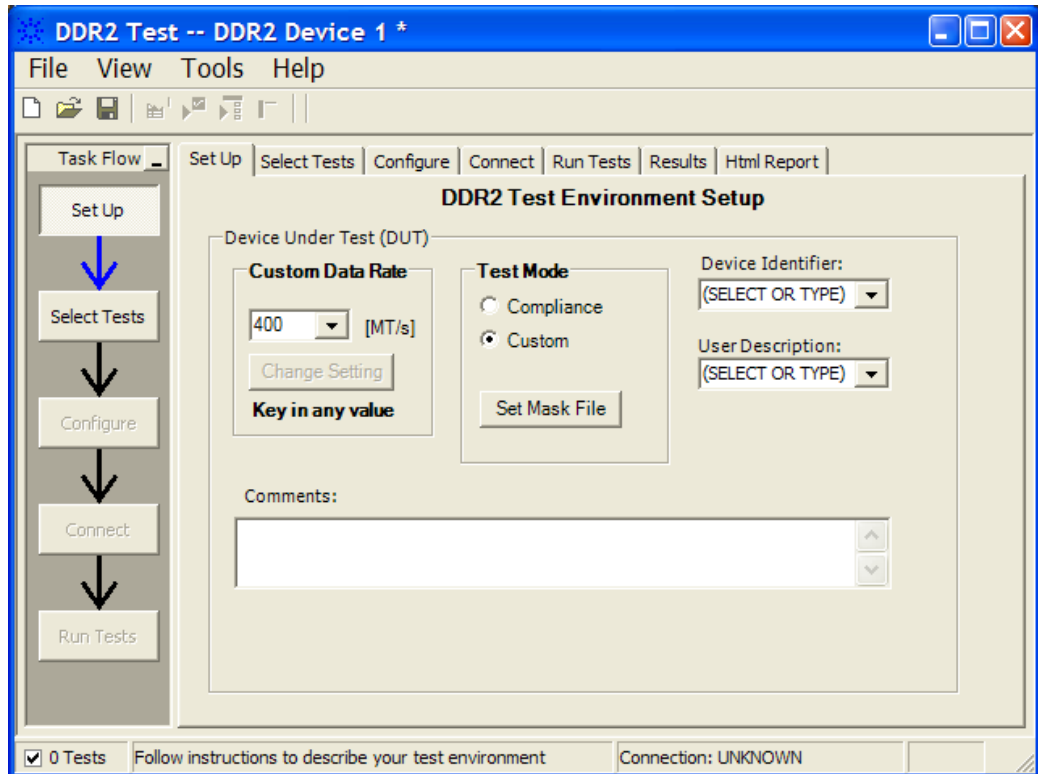 DDR2 Test -- DDR2 Device 1 *
File View Tools Help
Task Flow
Set Up
Select Tests
Configure
Connect
Run Tests
Set Up Select Tests Configure Connect Run Tests Results Html Report
DDR2 Test Environment Setup
Device Under Test (DUT)
Custom Data Rate
400 [MT/s]
Change Setting
Key in any value
Test Mode
Compliance
Custom
Set Mask File
Device Identifier:
(SELECT OR TYPE)
User Description:
(SELECT OR TYPE)
Comments:
0 Tests Follow instructions to describe your test environment Connection: UNKNOWN